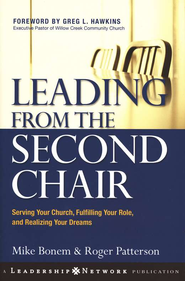 FOREWORD BY GREG L. HAWKINS
Executive Pastor of Willow Creek Community Church
LEADING
FROM THE
SECOND
CHAIR
Serving Your Church, Fulfilling Your Role,
and Realizing Your Dreams
Mike Bonem & Roger Patterson
A LEADERSHIP NETWORK PUBLICATION